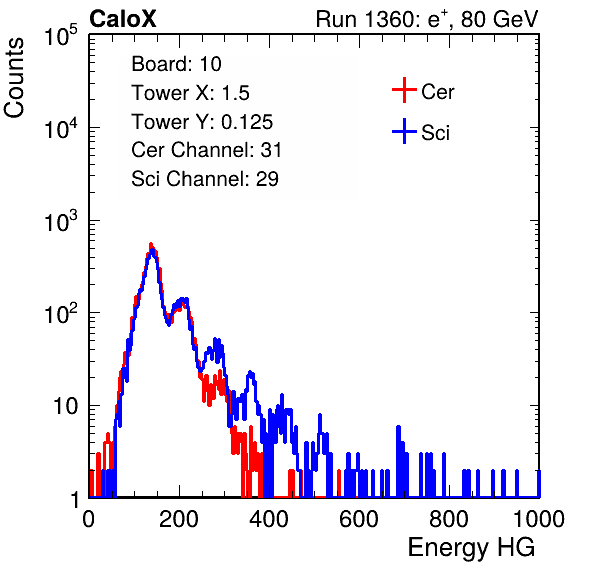 CaloX Run 1360: e⁺, 80 GeV
Counts
10⁵
10⁴
10³
10²
10
1
Board: 10
Tower X: 1.5
Tower Y: 0.125
Cer Channel: 31
Sci Channel: 29
Cer
Sci
0 200 400 600 800 1000
Energy HG